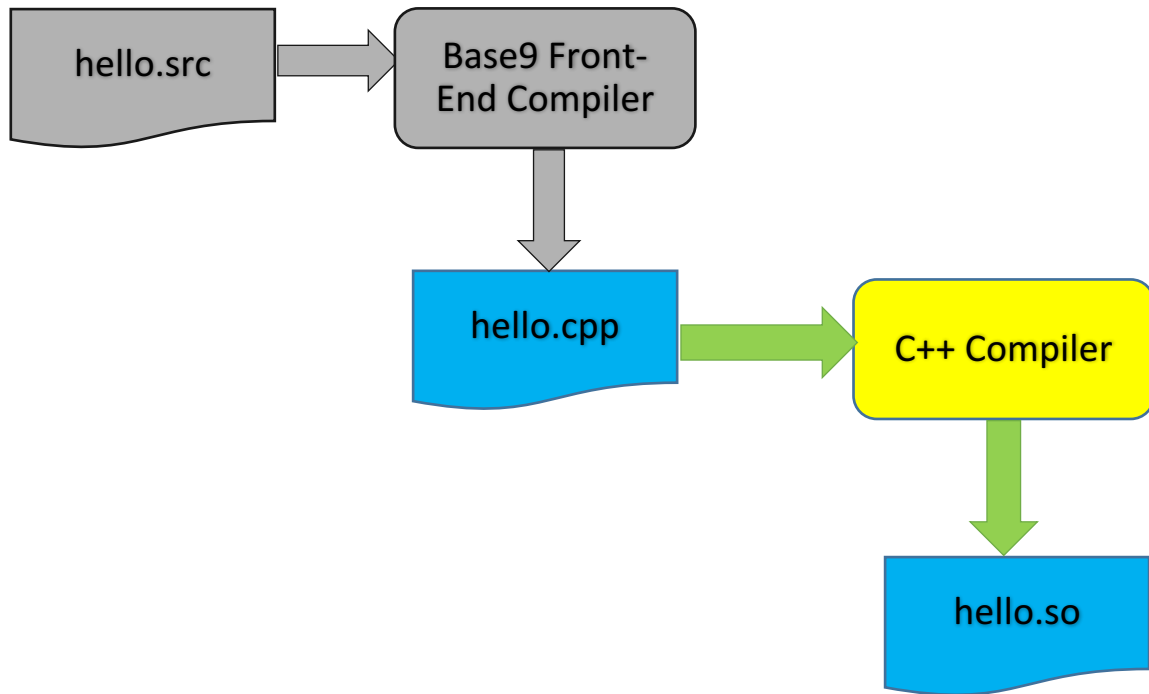 hello.src
Base9 Front-
End Compiler
hello.cpp
C++ Compiler
hello.so